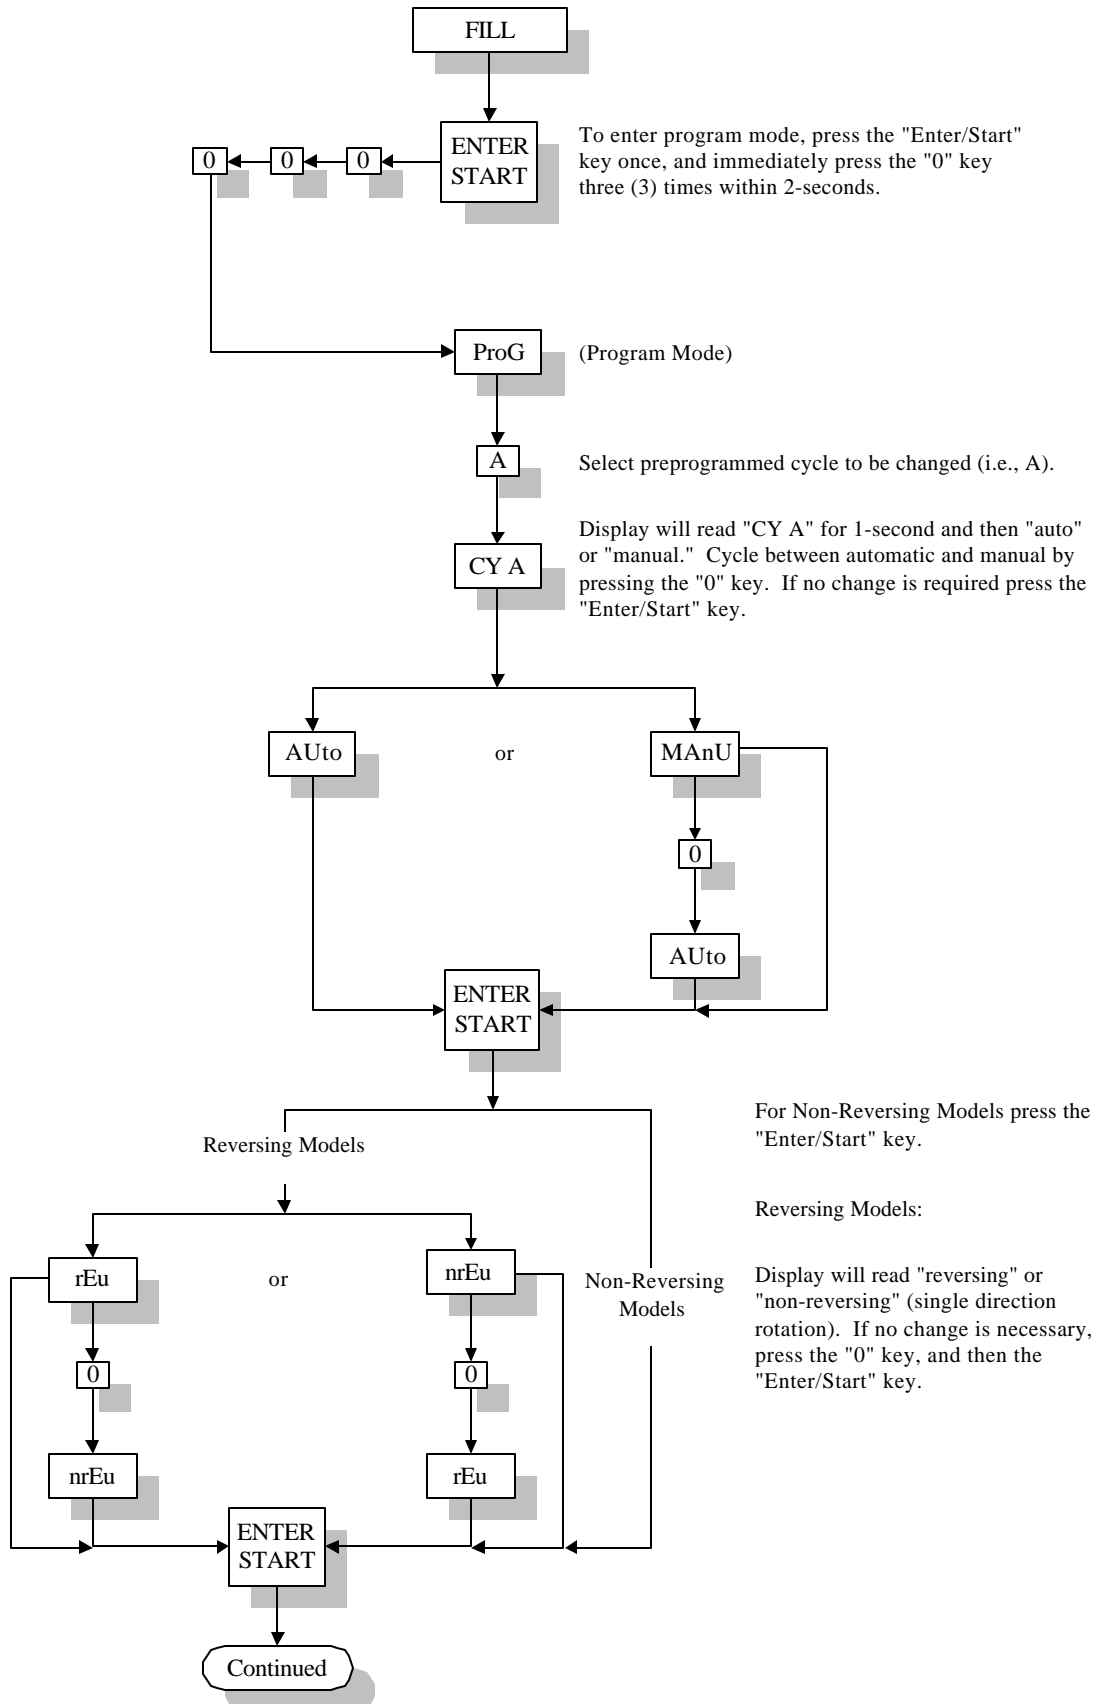 FILL
ENTER
START
To enter program mode, press the "Enter/Start"
key once, and immediately press the "0" key
three (3) times within 2-seconds.
0
0
0
ProG
(Program Mode)
A
Select preprogrammed cycle to be changed (i.e., A).
CY A
Display will read "CY A" for 1-second and then "auto"
or "manual." Cycle between automatic and manual by
pressing the "0" key. If no change is required press the
"Enter/Start" key.
AUto
or
MAnU
0
AUto
ENTER
START
For Non-Reversing Models press the
"Enter/Start" key.
Reversing Models
Reversing Models:
rEu
or
nrEu
Non-Reversing
Models
Display will read "reversing" or
"non-reversing" (single direction
rotation). If no change is necessary,
press the "0" key, and then the
"Enter/Start" key.
0
0
nrEu
rEu
ENTER
START
Continued